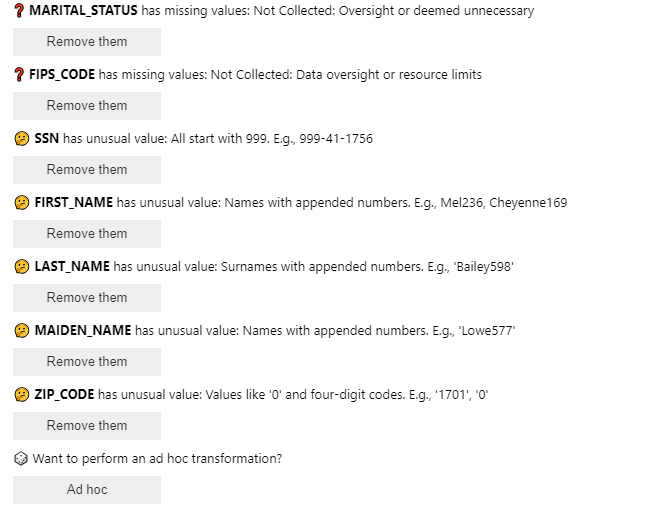 ❓ MARITAL_STATUS has missing values: Not Collected: Oversight or deemed unnecessary
Remove them
❓ FIPS_CODE has missing values: Not Collected: Data oversight or resource limits
Remove them
🤔 SSN has unusual value: All start with 999. E.g., 999-41-1756
Remove them
🤔 FIRST_NAME has unusual value: Names with appended numbers. E.g., Mel236, Cheyenne169
Remove them
🤔 LAST_NAME has unusual value: Surnames with appended numbers. E.g., 'Bailey598'
Remove them
🤔 MAIDEN_NAME has unusual value: Names with appended numbers. E.g., 'Lowe577'
Remove them
🤔 ZIP_CODE has unusual value: Values like '0' and four-digit codes. E.g., '1701', '0'
Remove them
🎲 Want to perform an ad hoc transformation?
Ad hoc